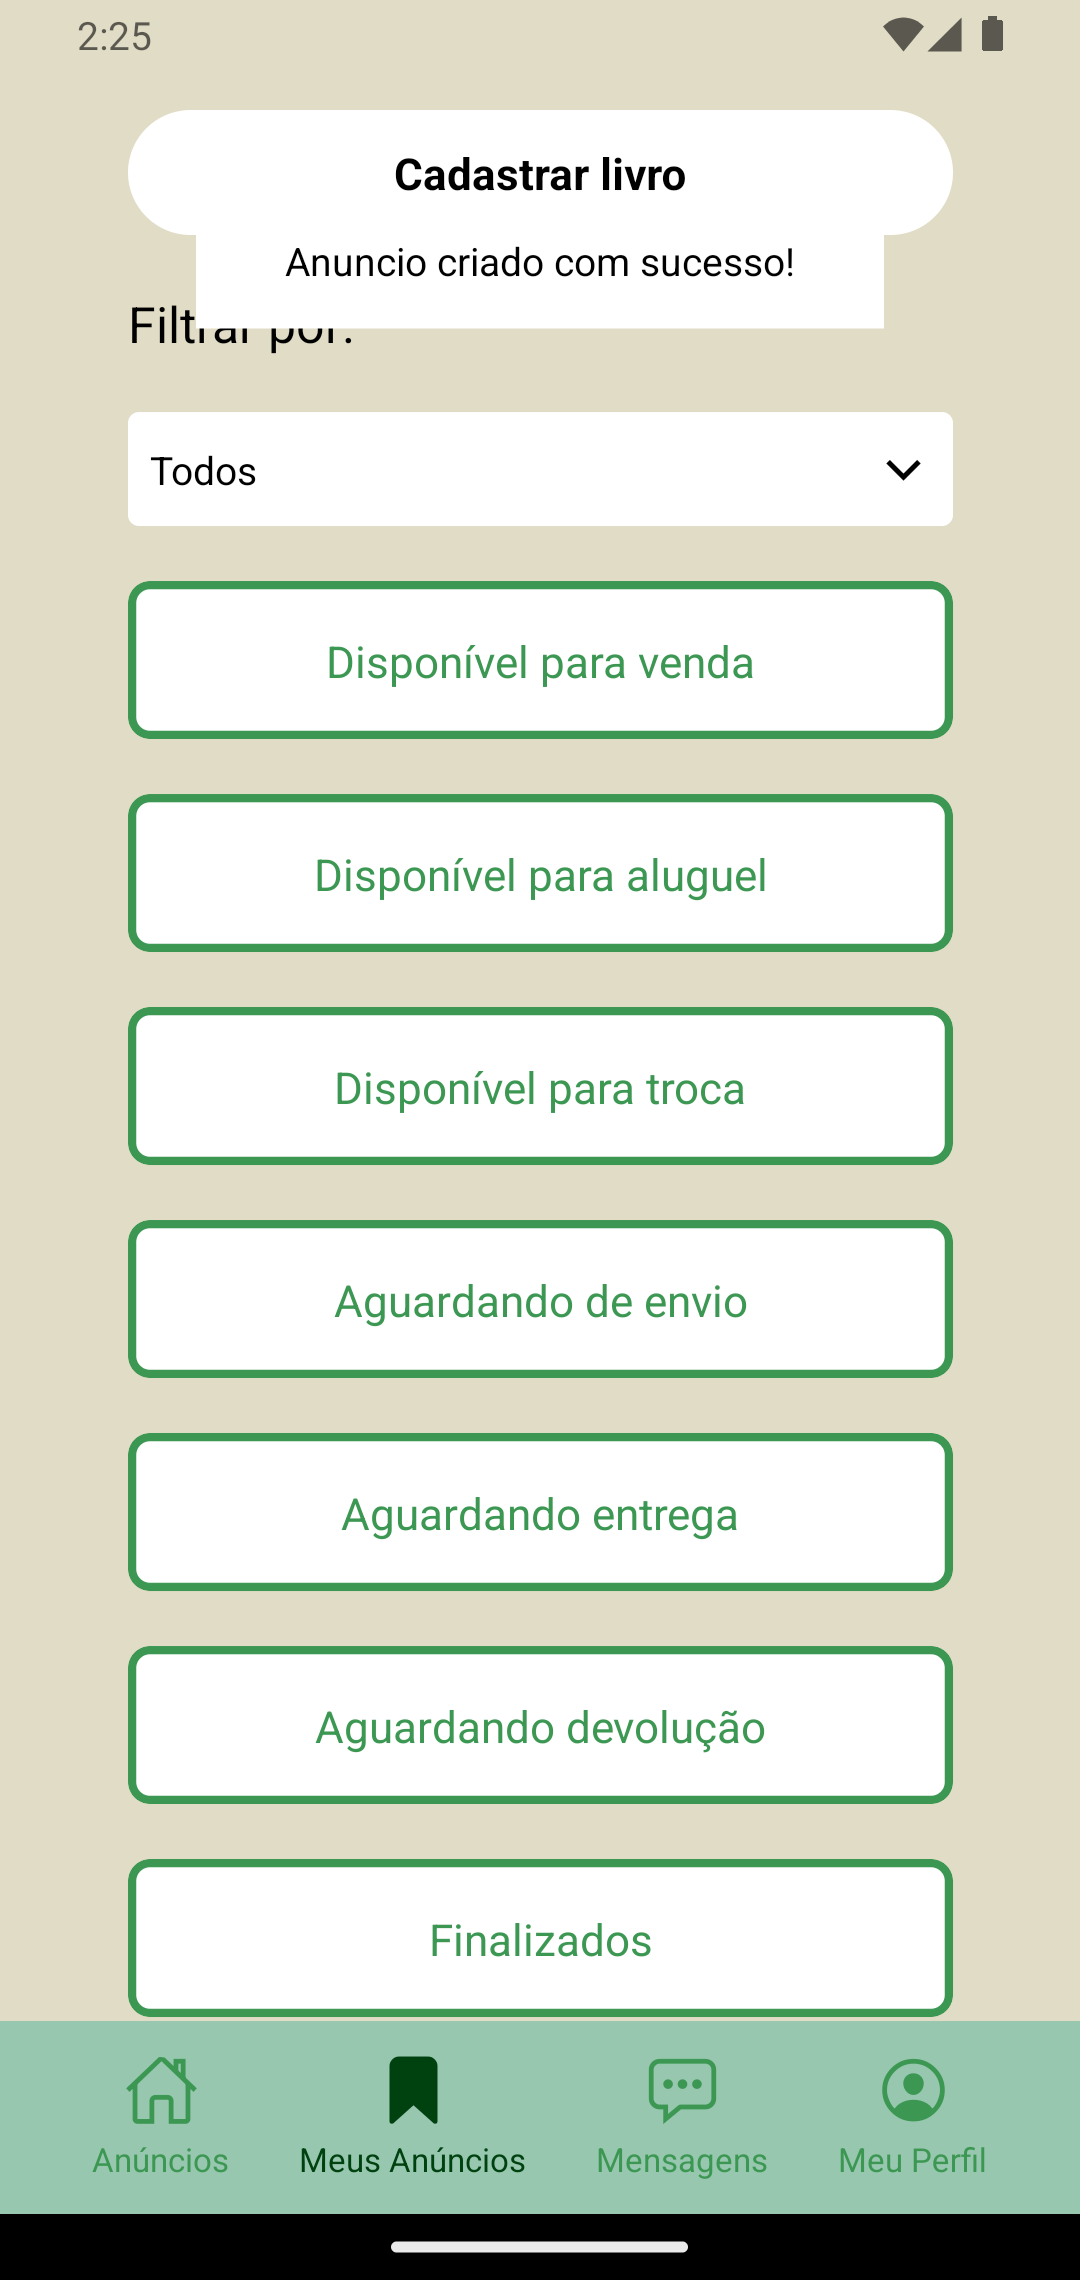 2:25
Cadastrar livro
Anuncio criado com sucesso!
Filtrar por:
Todos
Disponível para venda
Disponível para aluguel
Disponível para troca
Aguardando de envio
Aguardando entrega
Aguardando devolução
Finalizados
Anúncios
Meus Anúncios
Mensagens
Meu Perfil